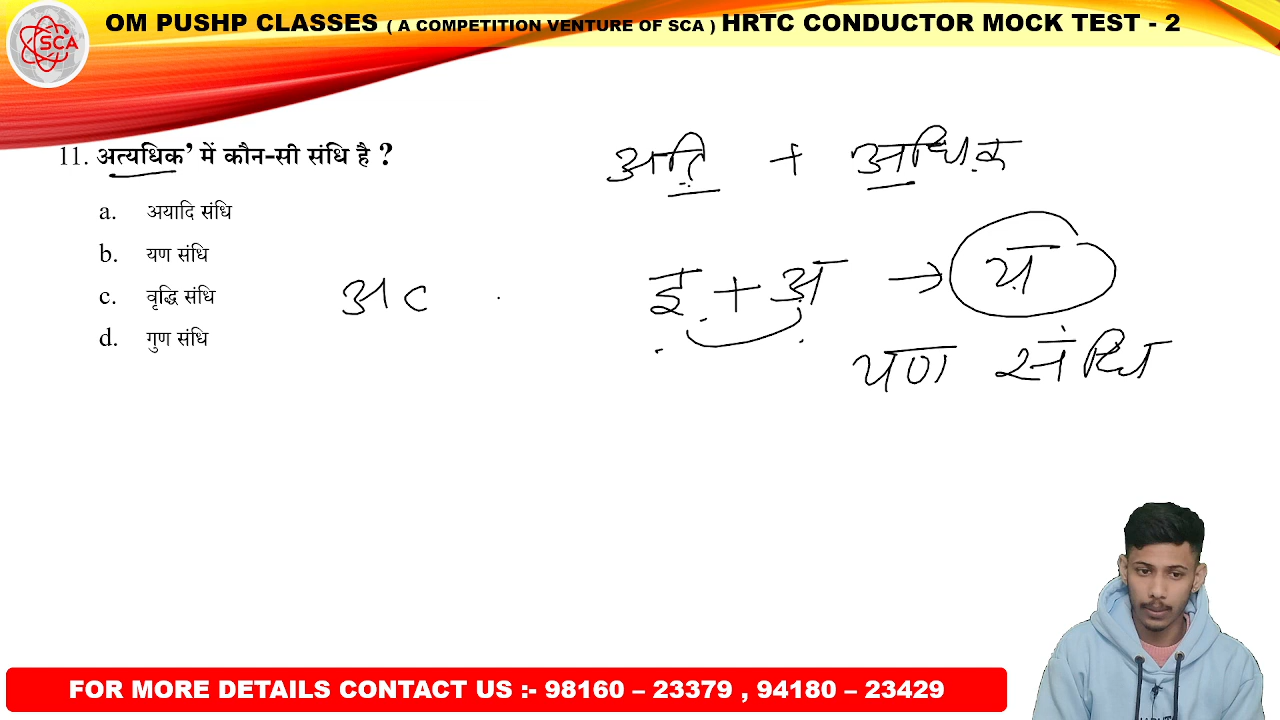 OM PUSHP CLASSES ( A COMPETITION VENTURE OF SCA ) HRTC CONDUCTOR MOCK TEST - 2
SCA
11. अत्यधिक’ में कौन-सी संधि है ?
a. अयादि संधि
b. यण संधि
c. वृद्धि संधि
d. गुण संधि
अति + अधिक
इ + अ → य
यण संधि
FOR MORE DETAILS CONTACT US :- 98160 – 23379 , 94180 – 23429